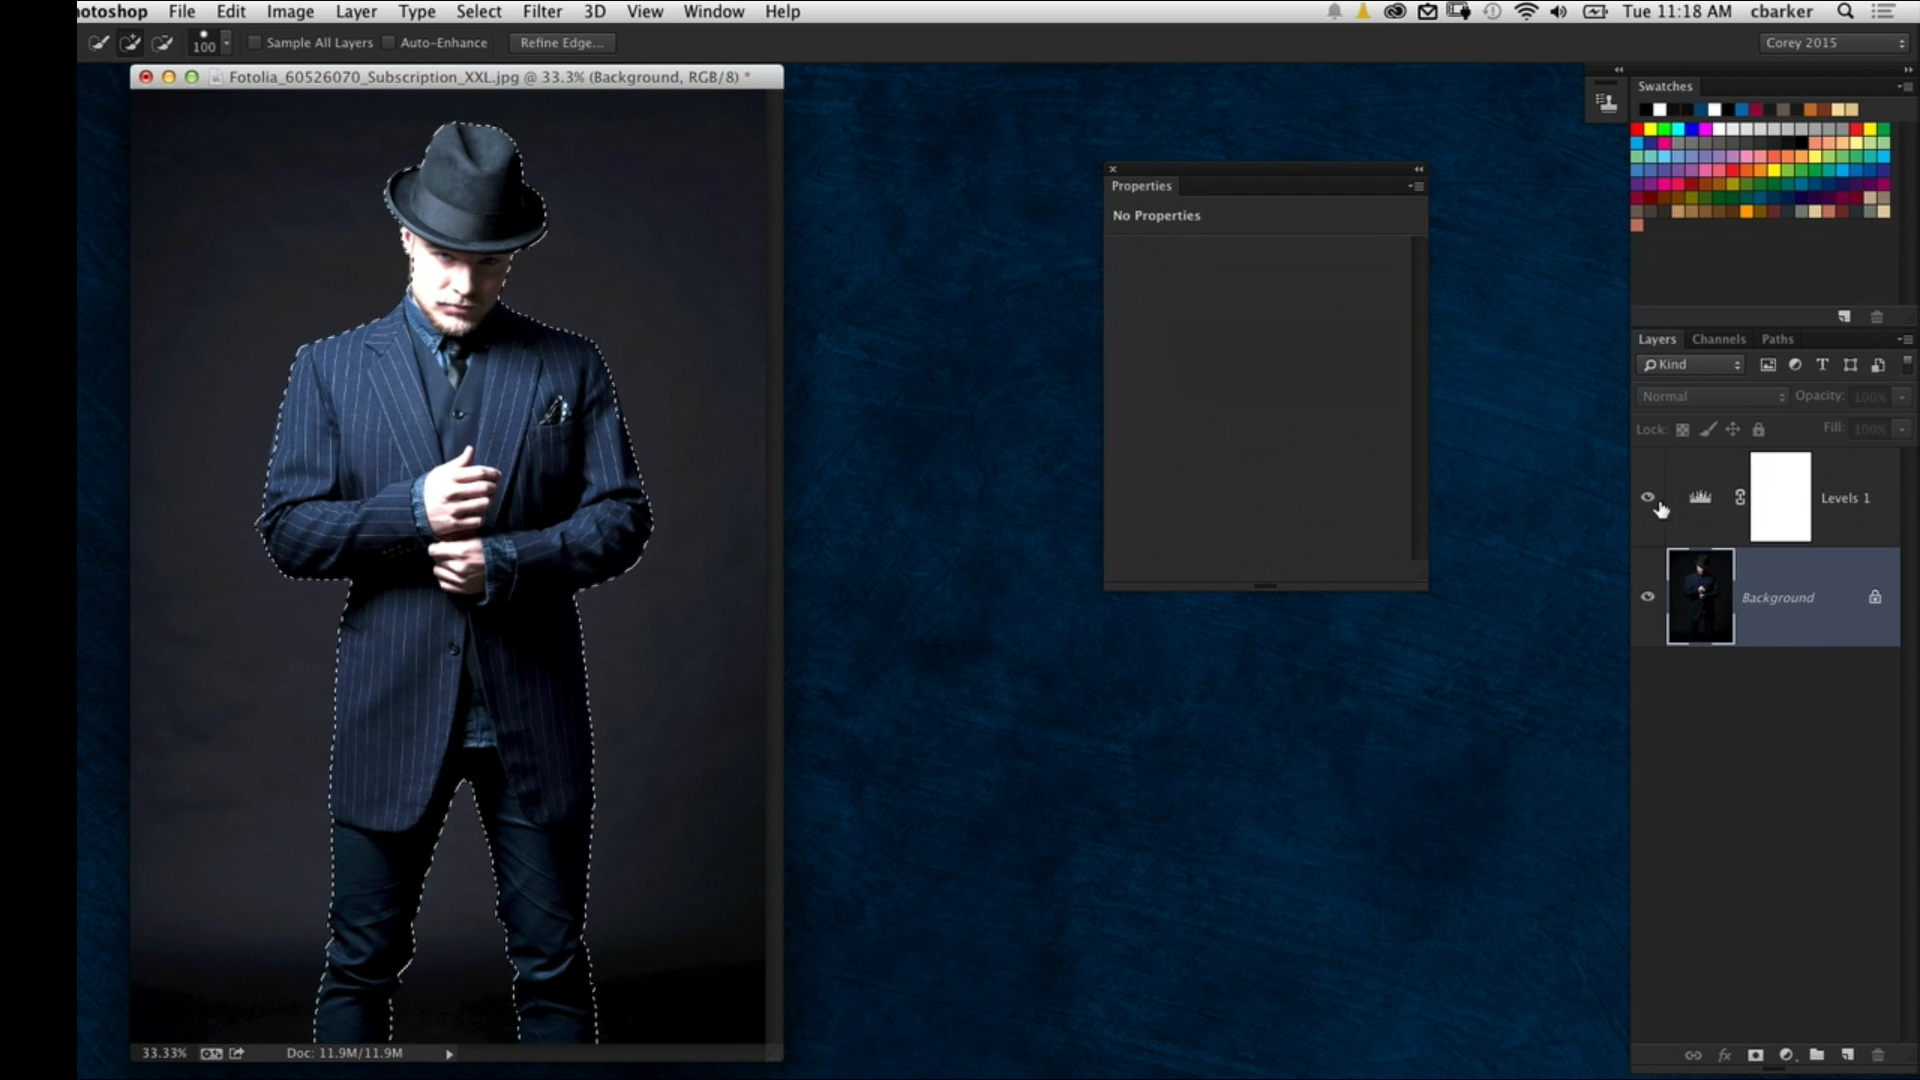 otoshop File Edit Image Layer Type Select Filter 3D View Window Help Tue 11:18 AM cbarker
100 Sample All Layers Auto-Enhance Refine Edge... Corey 2015
Fotolia_60526070_Subscription_XXL.jpg @ 33.3% (Background, RGB/8) *
Swatches
Properties
No Properties
Layers Channels Paths
Kind
Normal Opacity: 100%
Lock: Fill: 100%
Levels 1
Background
fx
33.33% Doc: 11.9M/11.9M